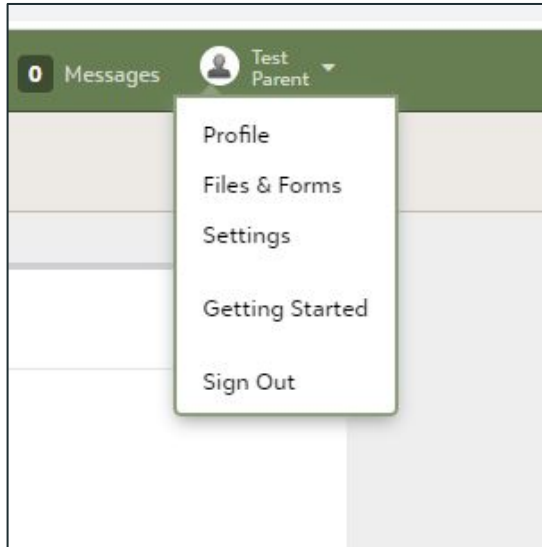 0 Messages
Test
Parent
Profile
Files & Forms
Settings
Getting Started
Sign Out